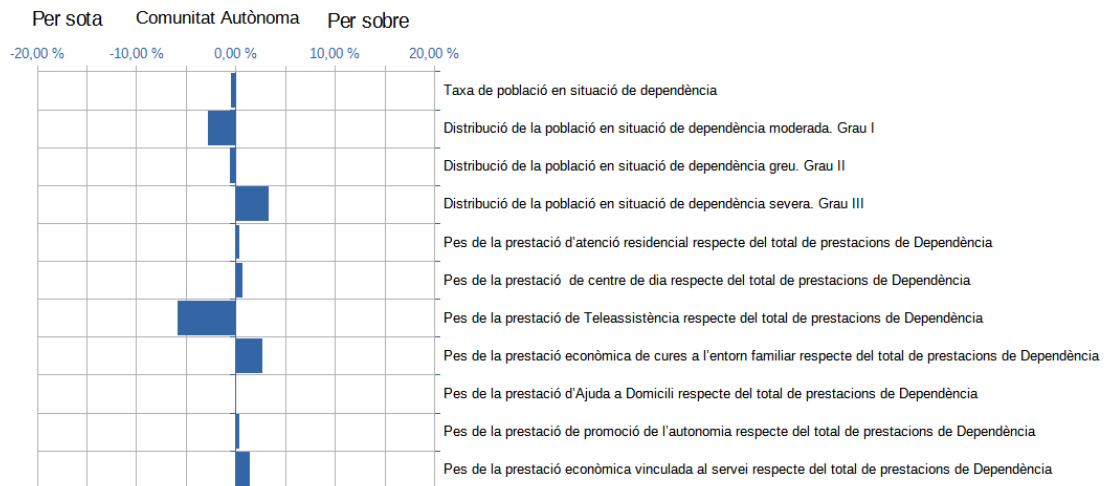 Per sota Comunitat Autònoma Per sobre
-20,00 % -10,00 % 0,00 % 10,00 % 20,00 %
Taxa de població en situació de dependència
Distribució de la població en situació de dependència moderada. Grau I
Distribució de la població en situació de dependència greu. Grau II
Distribució de la població en situació de dependència severa. Grau III
Pes de la prestació d’atenció residencial respecte del total de prestacions de Dependència
Pes de la prestació  de centre de dia respecte del total de prestacions de Dependència
Pes de la prestació de Teleassistència respecte del total de prestacions de Dependència
Pes de la prestació econòmica de cures a l’entorn familiar respecte del total de prestacions de Dependència
Pes de la prestació d’Ajuda a Domicili respecte del total de prestacions de Dependència
Pes de la prestació de promoció de l’autonomia respecte del total de prestacions de Dependència
Pes de la prestació econòmica vinculada al servei respecte del total de prestacions de Dependència